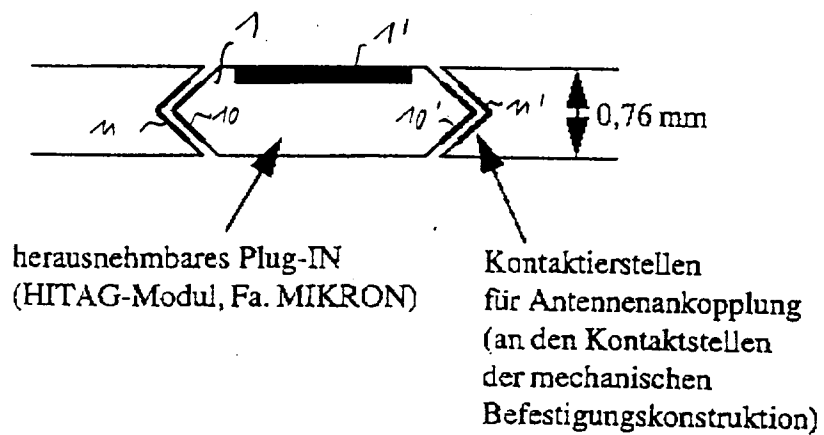 1 1'
11 10 10' 11' 0,76 mm
herausnehmbares Plug-IN
(HITAG-Modul, Fa. MIKRON)
Kontaktierstellen
für Antennenankopplung
(an den Kontaktstellen
der mechanischen
Befestigungskonstruktion)